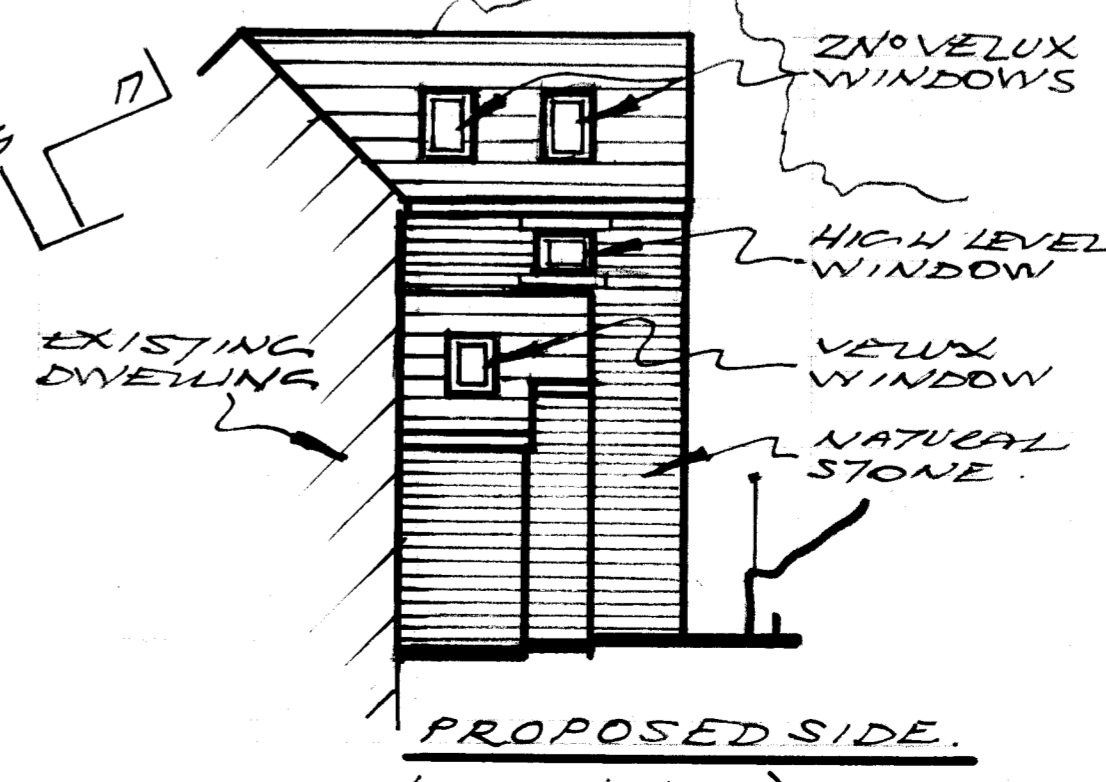 2NO VELUX
WINDOWS
HIGH LEVEL
WINDOW
EXISTING
DWELLING
VELUX
WINDOW
NATURAL
STONE.
PROPOSED SIDE.